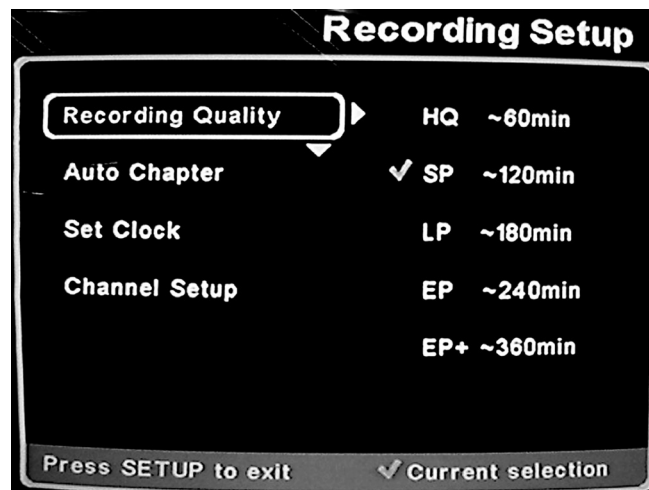 Recording Setup
Recording Quality HQ ~60min
Auto Chapter SP ~120min
Set Clock LP ~180min
Channel Setup EP ~240min
EP+ ~360min
Press SETUP to exit Current selection